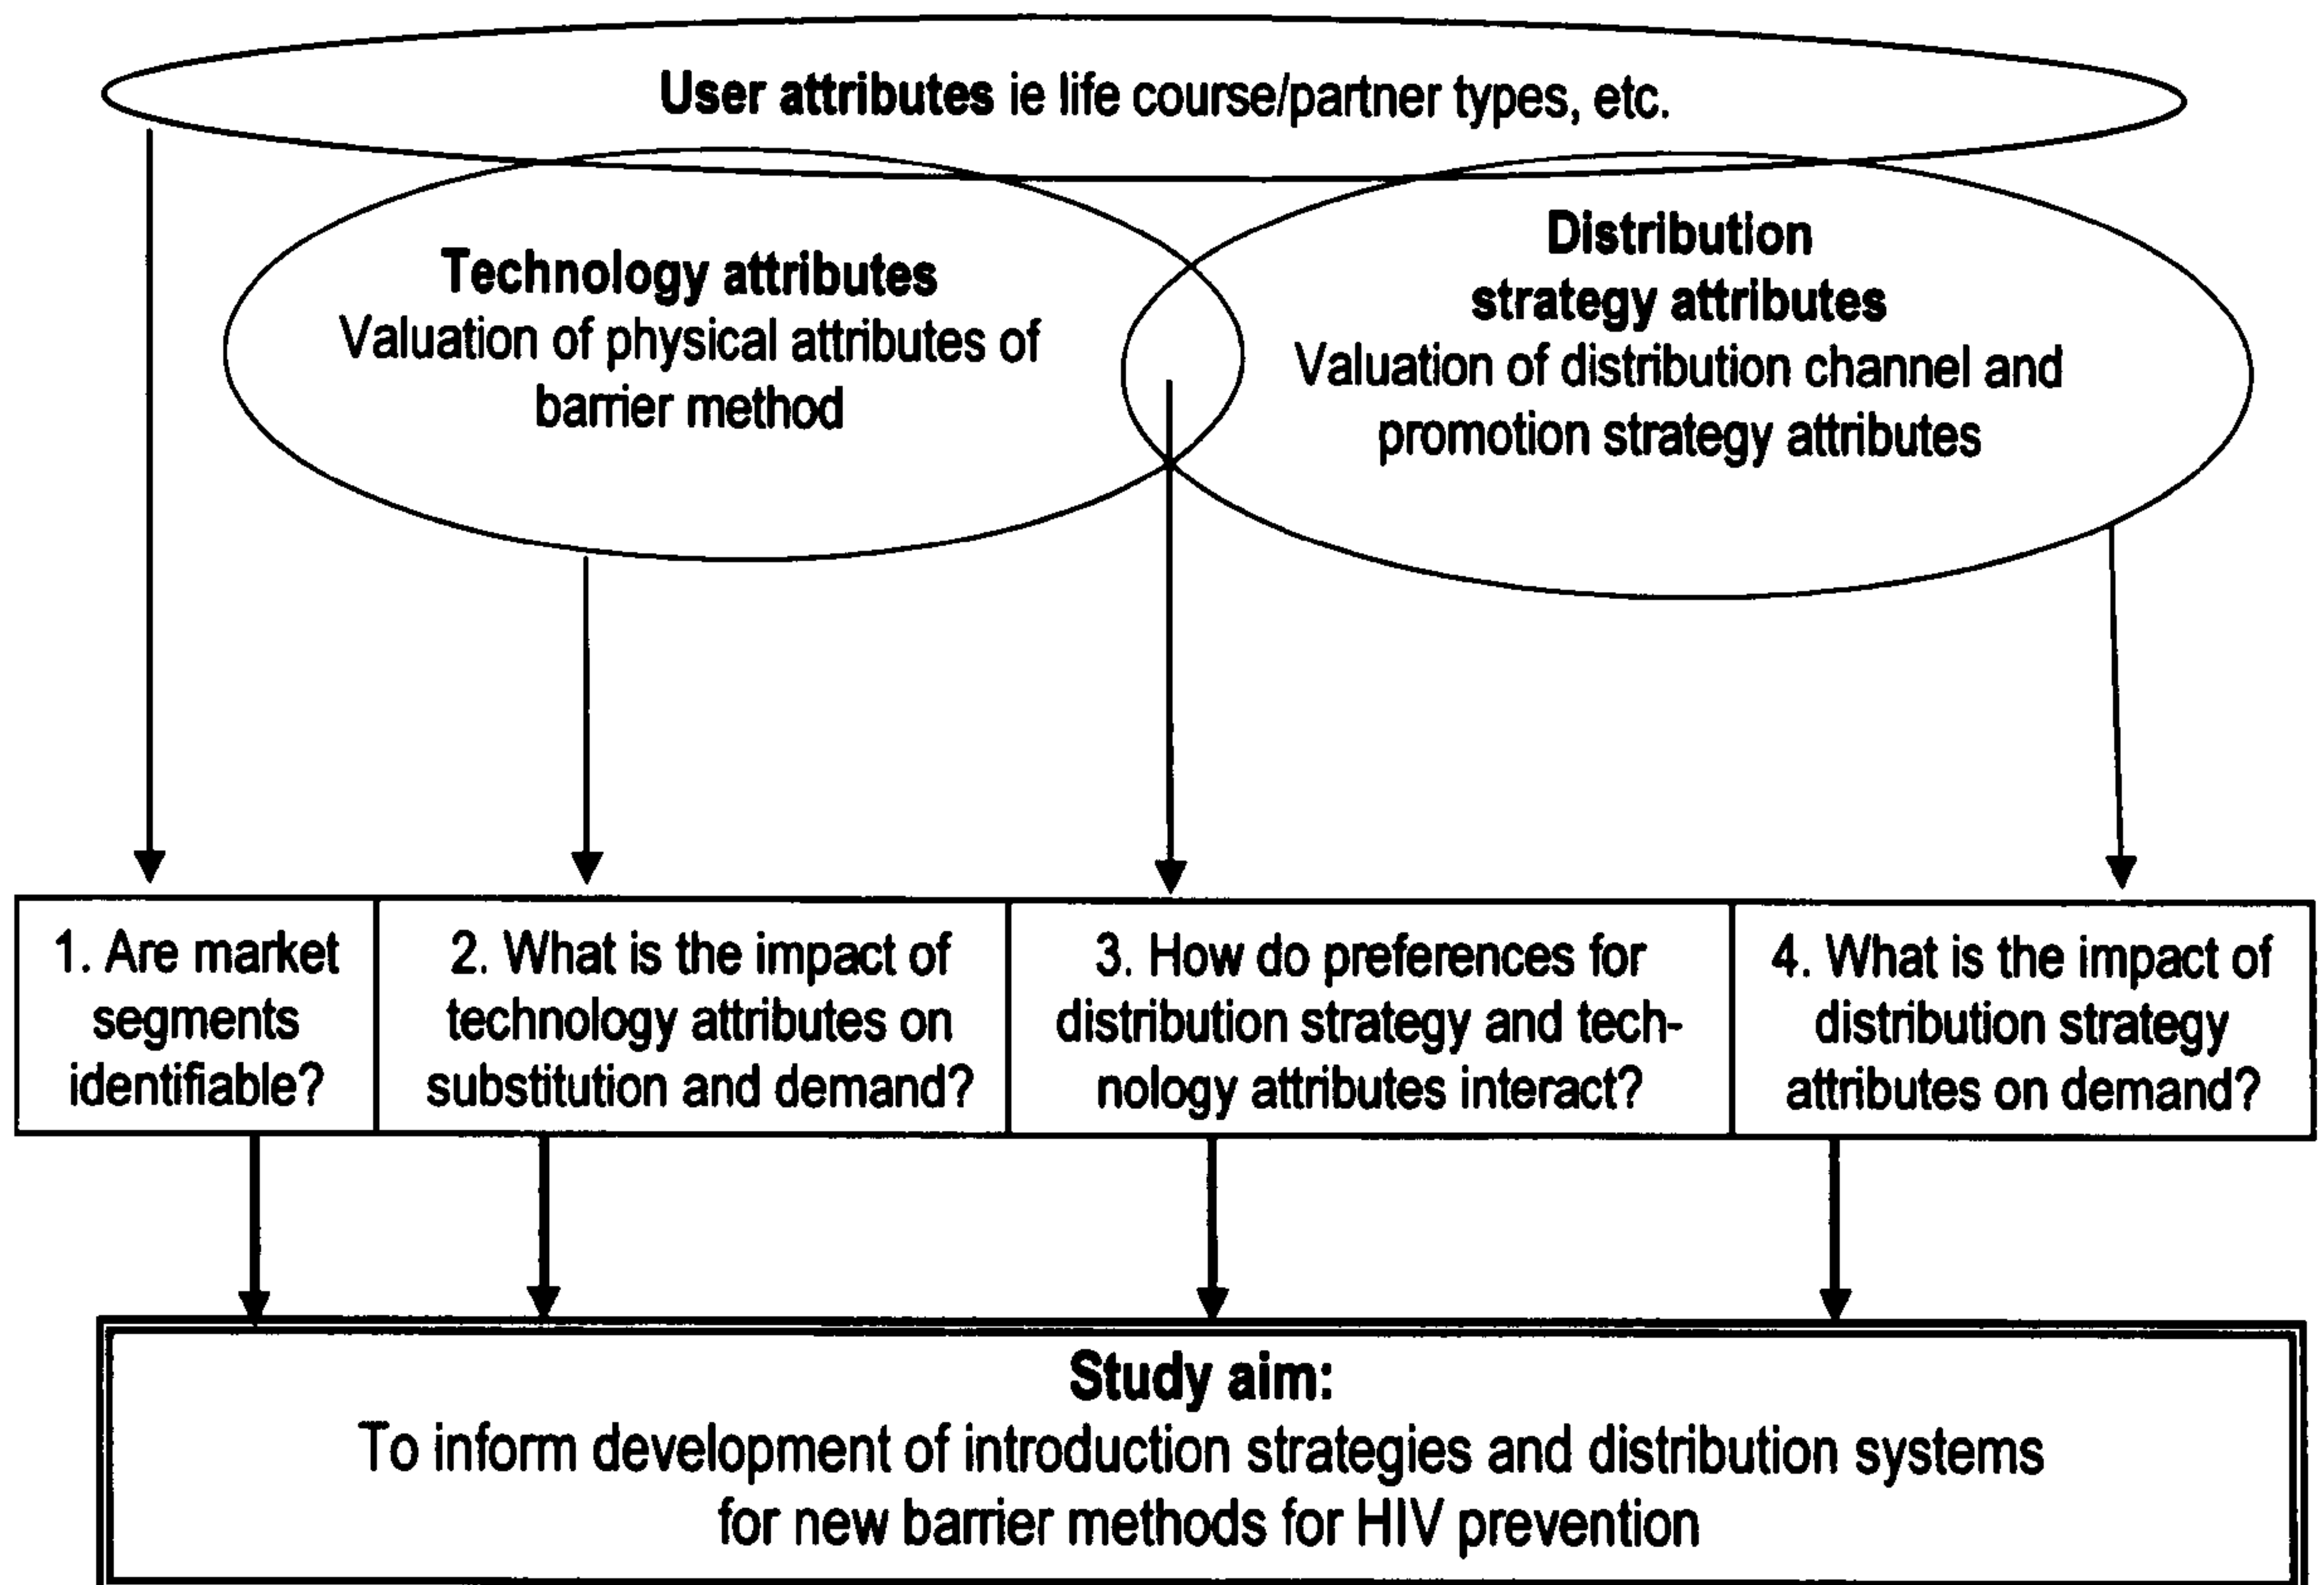 User attributes ie life course/partner types, etc.
Technology attributes
Valuation of physical attributes of
barrier method
Distribution
strategy attributes
Valuation of distribution channel and
promotion strategy attributes
1. Are market
segments
identifiable?
2. What is the impact of
technology attributes on
substitution and demand?
3. How do preferences for
distribution strategy and tech-
nology attributes interact?
4. What is the impact of
distribution strategy
attributes on demand?
Study aim:
To inform development of introduction strategies and distribution systems
for new barrier methods for HIV prevention